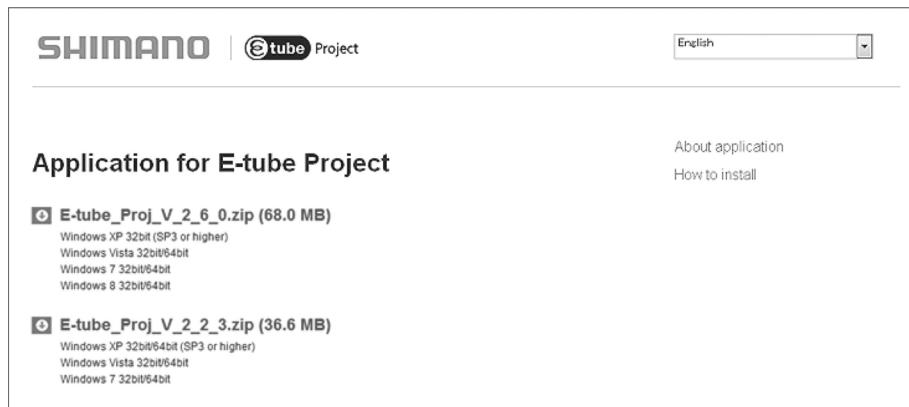 SHIMANO
E tube Project
English
About application
How to install
Application for E-tube Project
E-tube_Proj_V_2_6_0.zip (68.0 MB)
Windows XP 32bit (SP3 or higher)
Windows Vista 32bit/64bit
Windows 7 32bit/64bit
Windows 8 32bit/64bit
E-tube_Proj_V_2_2_3.zip (36.6 MB)
Windows XP 32bit/64bit (SP3 or higher)
Windows Vista 32bit/64bit
Windows 7 32bit/64bit